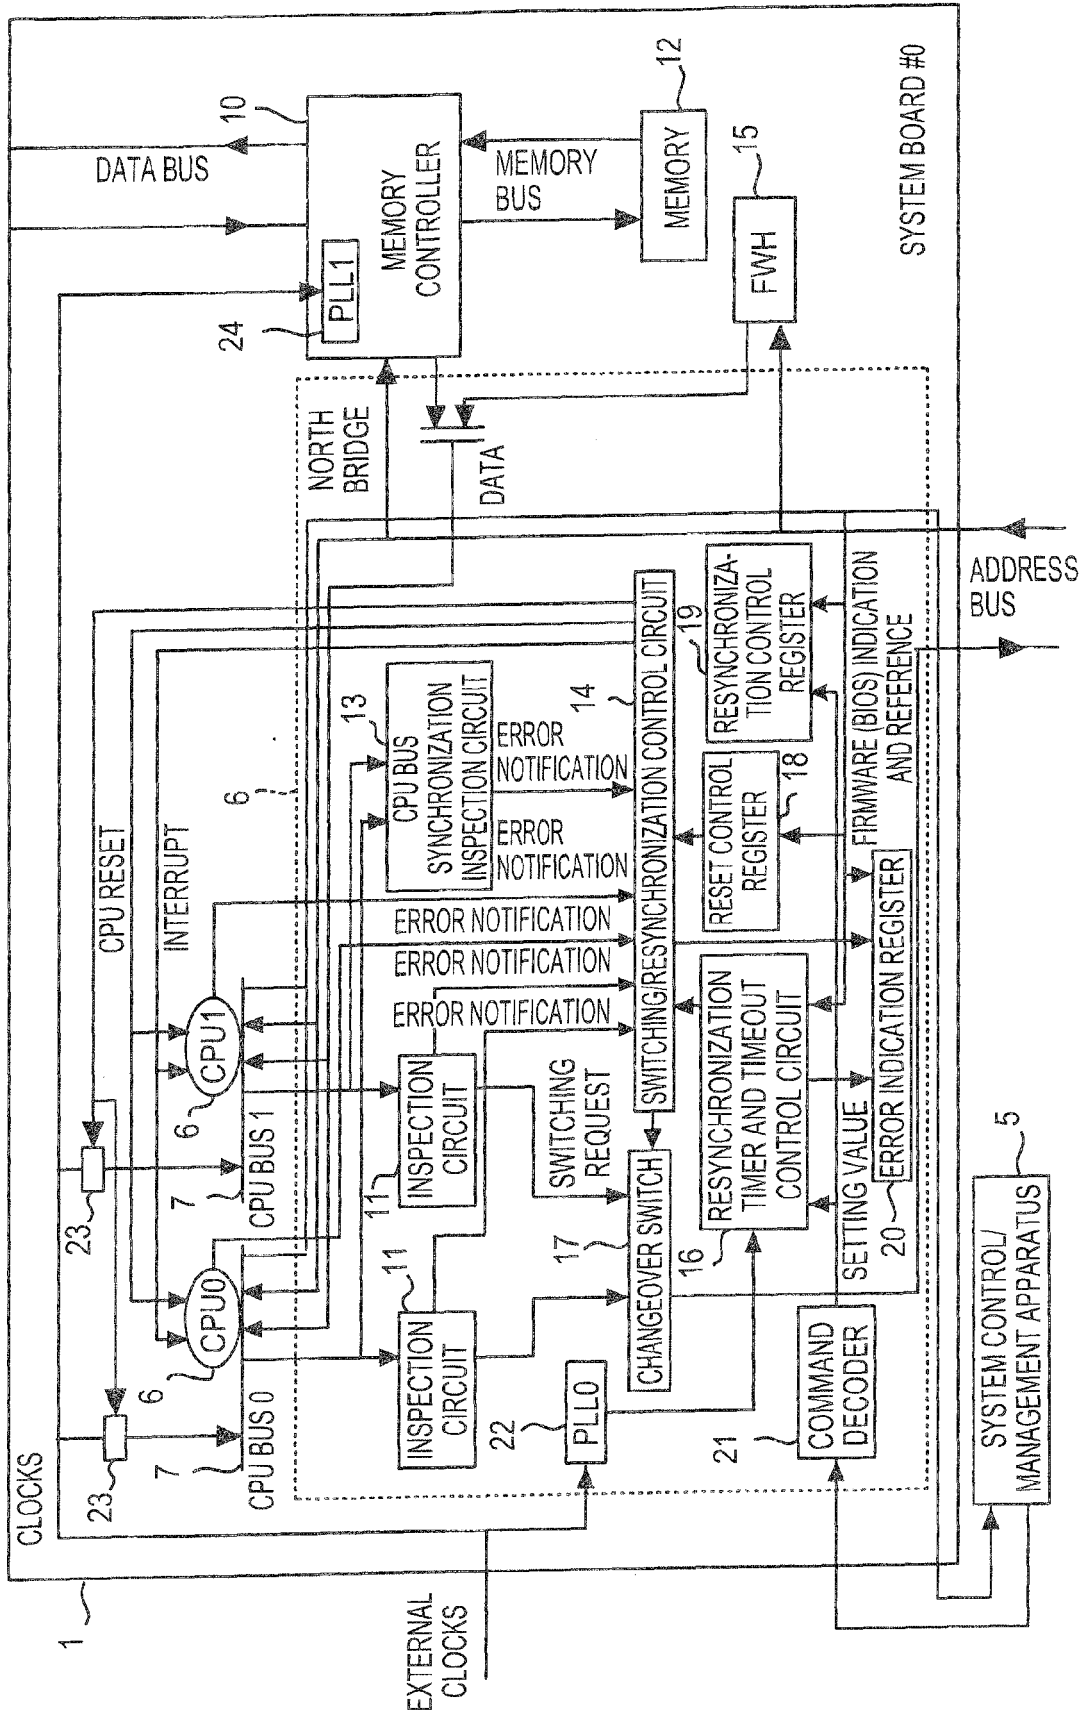 1
CLOCKS
EXTERNAL
CLOCKS
23
23
7
CPU BUS 0
6
CPU0
7
CPU BUS 1
6
CPU1
CPU RESET
INTERRUPT
DATA BUS
10
24
PLL1
MEMORY
CONTROLLER
MEMORY
BUS
12
MEMORY
15
FWH
SYSTEM BOARD #0
NORTH
BRIDGE
DATA
6
13
CPU BUS
SYNCHRONIZATION
INSPECTION CIRCUIT
ERROR
NOTIFICATION
ERROR
NOTIFICATION
ERROR NOTIFICATION
ERROR NOTIFICATION
ERROR NOTIFICATION
11
INSPECTION
CIRCUIT
11
INSPECTION
CIRCUIT
SWITCHING
REQUEST
14
SWITCHING/RESYNCHRONIZATION CONTROL CIRCUIT
17
CHANGEOVER SWITCH
22
PLL0
16
RESYNCHRONIZATION
TIMER AND TIMEOUT
CONTROL CIRCUIT
RESET CONTROL
REGISTER
18
19
RESYNCHRONIZA-
TION CONTROL
REGISTER
21
COMMAND
DECODER
SETTING VALUE
20
ERROR INDICATION REGISTER
FIRMWARE (BIOS) INDICATION
AND REFERENCE
ADDRESS
BUS
5
SYSTEM CONTROL/
MANAGEMENT APPARATUS